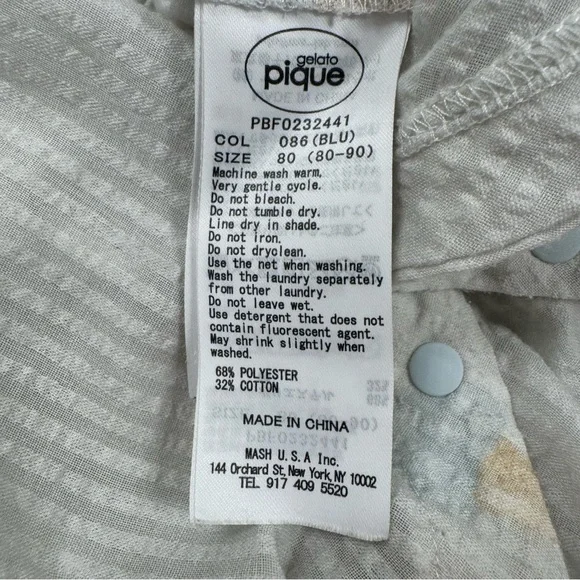 gelato
pique
PBF0232441
COL 086(BLU)
SIZE 80 (80-90)
Machine wash warm.
Very gentle cycle.
Do not bleach.
Do not tumble dry.
Line dry in shade.
Do not iron.
Do not dryclean.
Use the net when washing.
Wash the laundry separately
from other laundry.
Do not leave wet.
Use detergent that does not
contain fluorescent agent.
May shrink slightly when
washed.
68% POLYESTER
32% COTTON
MADE IN CHINA
MASH U.S.A Inc.
144 Orchard St, New York, NY 10002
TEL 917 409 5520